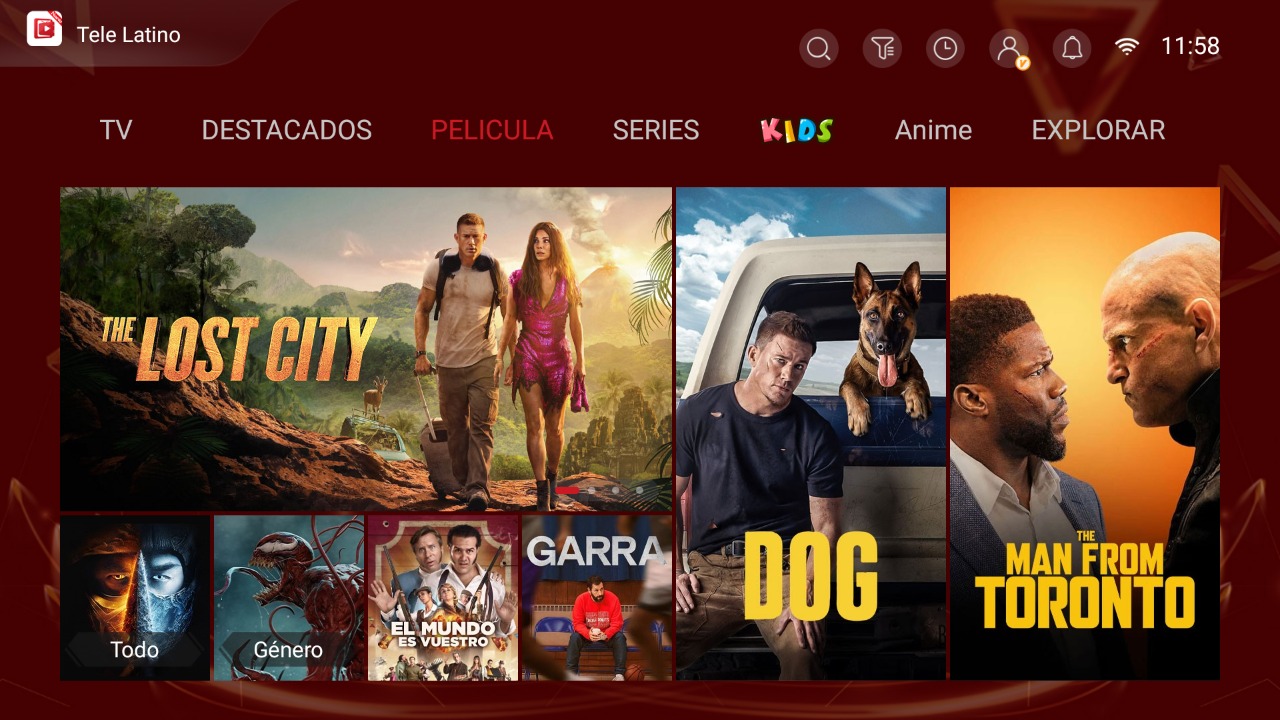 Tele Latino
11:58
TV
DESTACADOS
PELICULA
SERIES
KIDS
Anime
EXPLORAR
THE
LOST CITY
DOG
THE
MAN FROM
TORONTO
Todo
Género
EL MUNDO
ES VUESTRO
GARRA